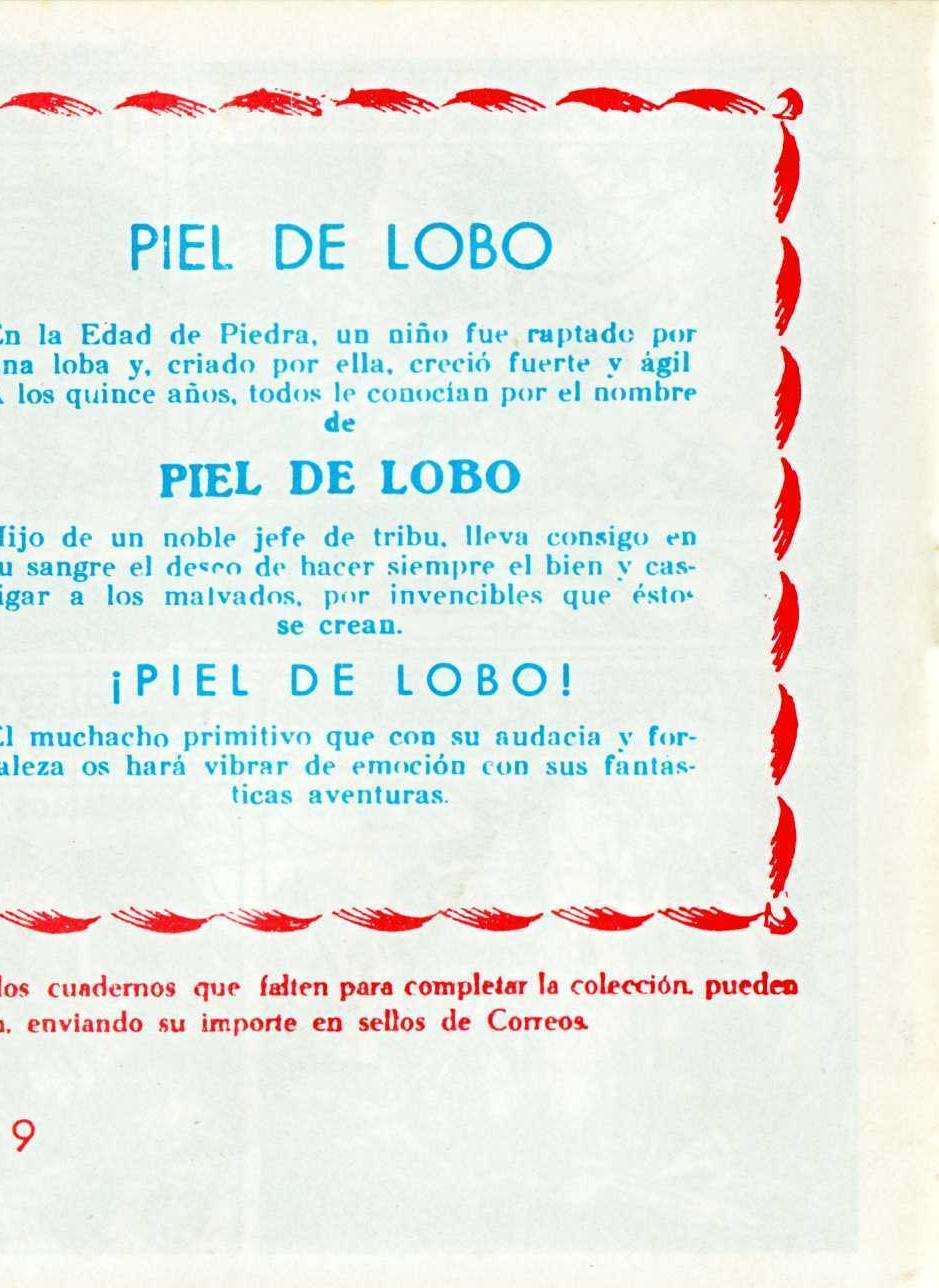 PIEL DE LOBO
En la Edad de Piedra, un niño fue raptado por
na loba y, criado por ella, creció fuerte y ágil
A los quince años, todos le conocían por el nombre
de
PIEL DE LOBO
Hijo de un noble jefe de tribu, lleva consigo en
u sangre el deseo de hacer siempre el bien y cas-
igar a los malvados, por invencibles que éstos
se crean.
¡PIEL DE LOBO!
El muchacho primitivo que con su audacia y for-
aleza os hará vibrar de emoción con sus fantás-
ticas aventuras.
los cuadernos que falten para completar la colección, pueden
n, enviando su importe en sellos de Correos.
9